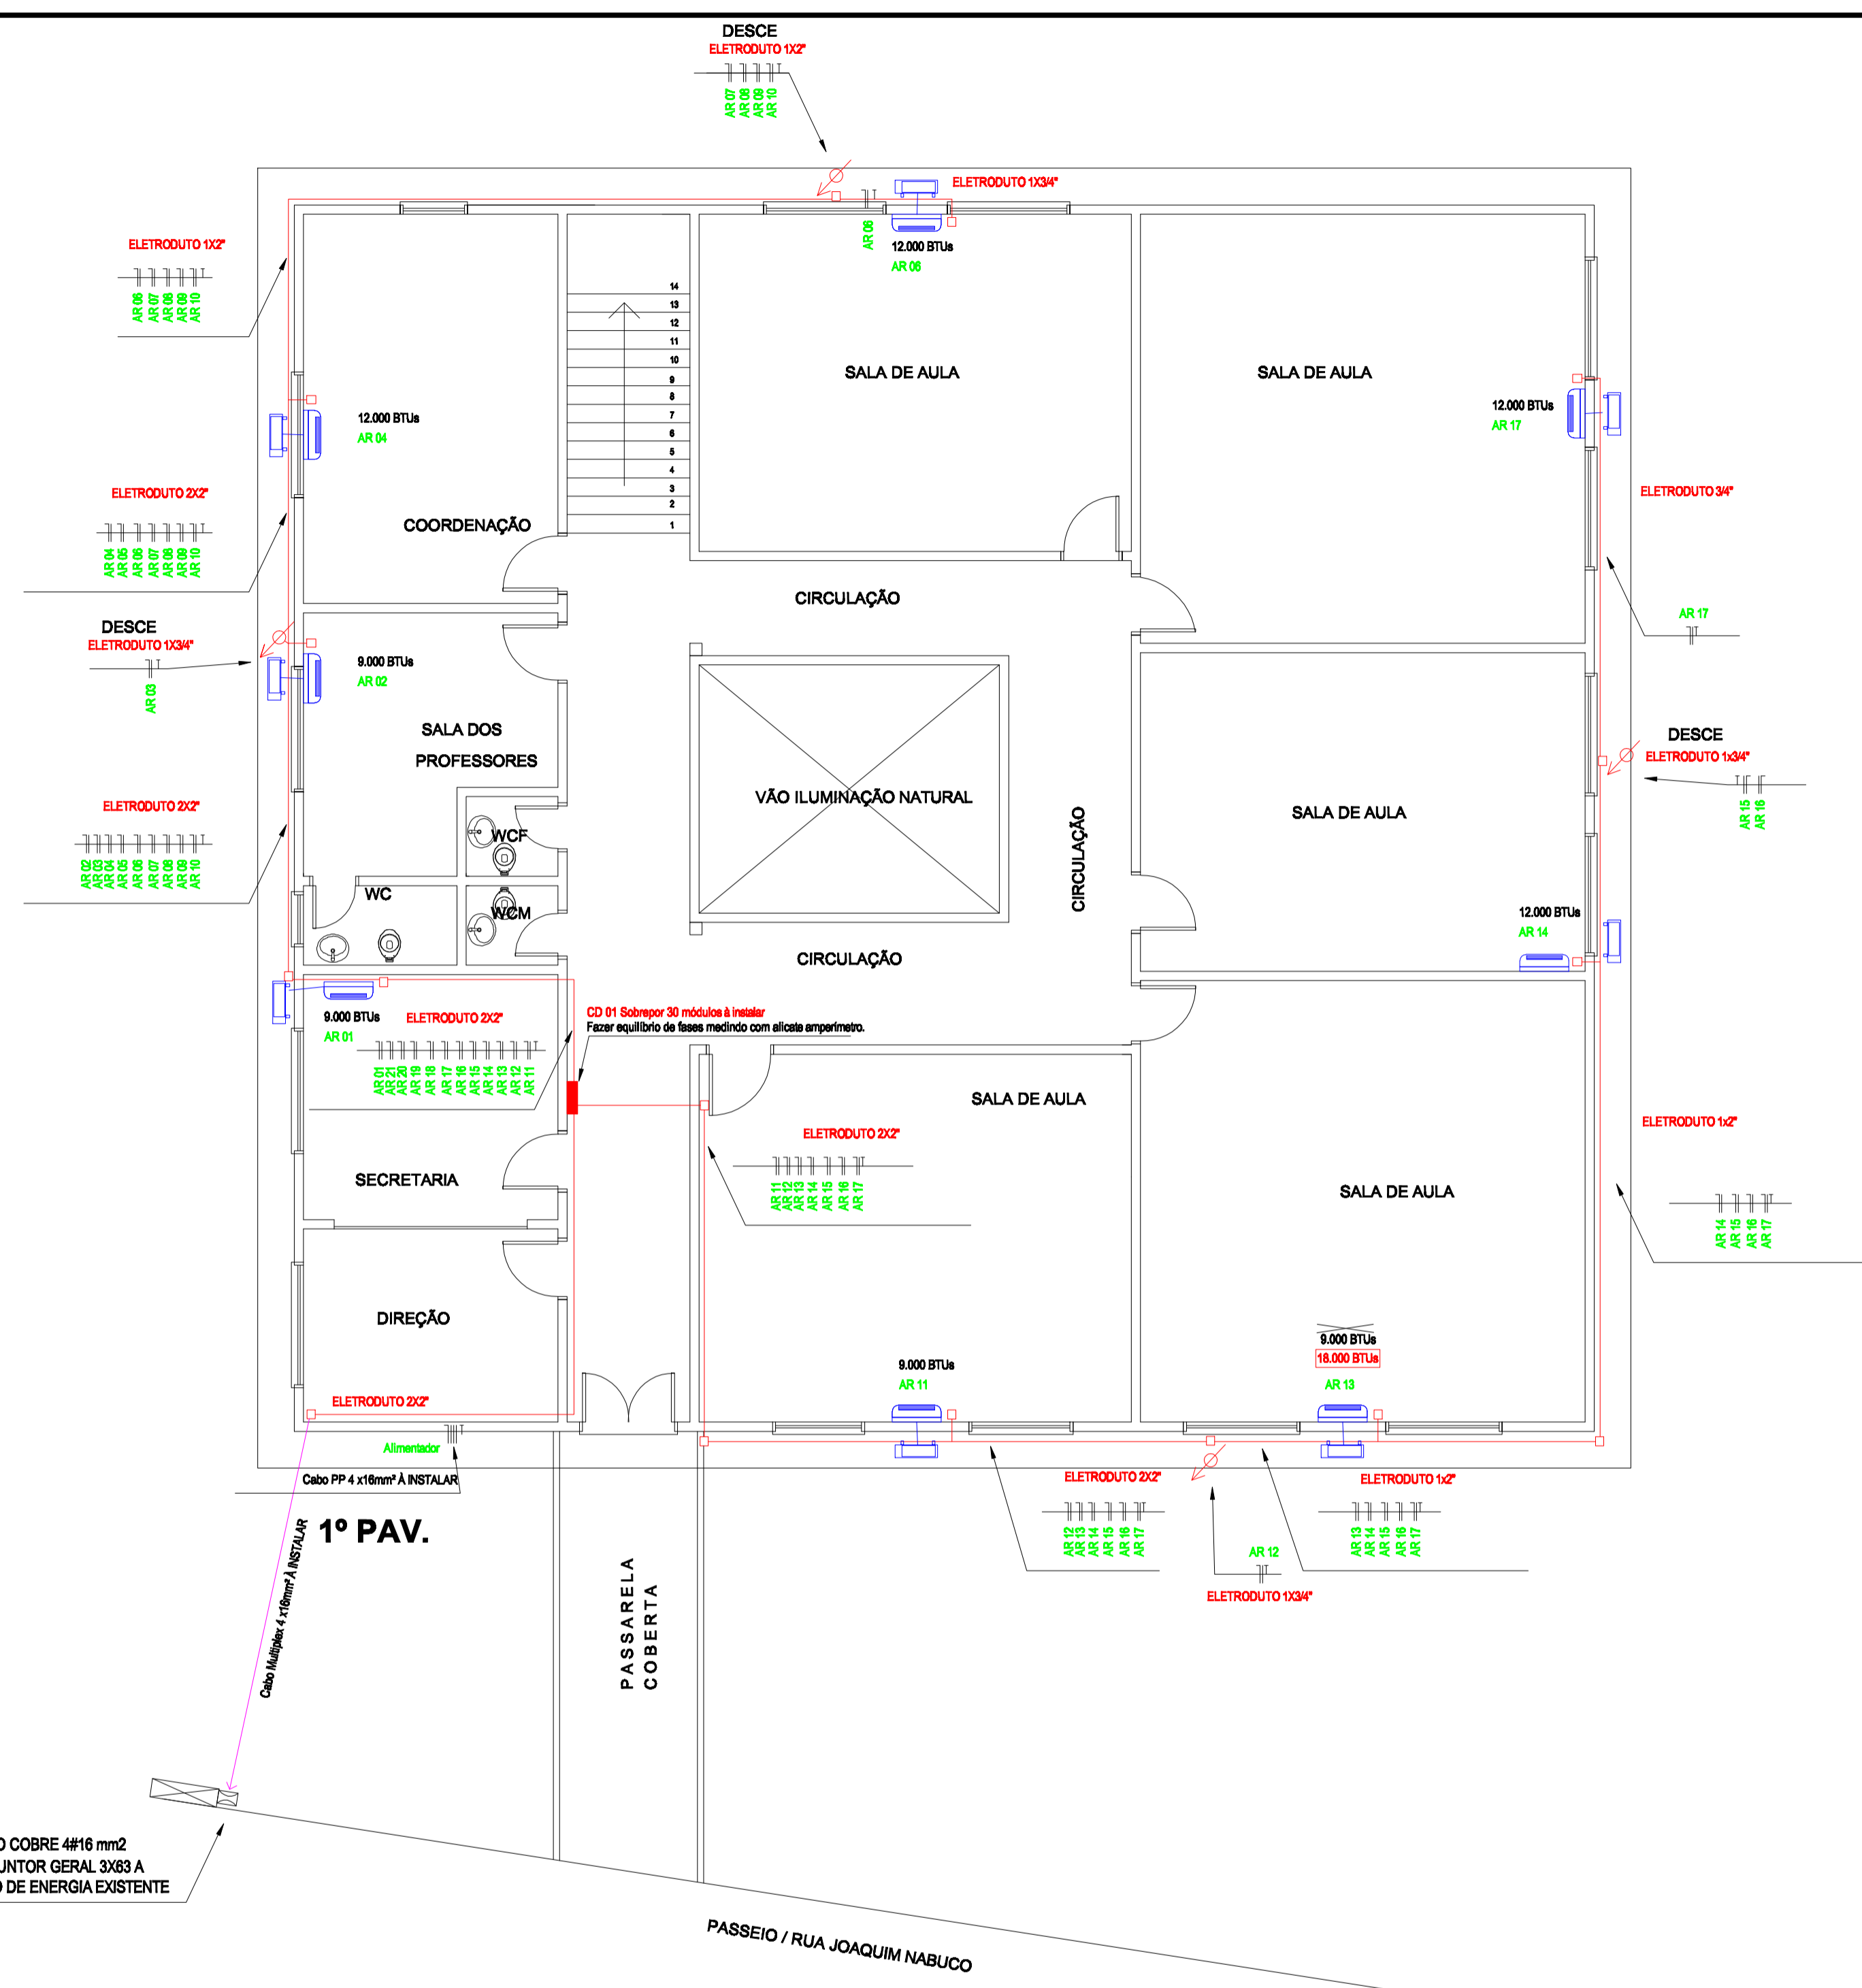 DESCE
ELETRODUTO 1X2"
AR 07
AR 08
AR 09
AR 10
ELETRODUTO 1X3/4"
AR 06
12.000 BTUs
AR 06
ELETRODUTO 1X2"
AR 06
AR 07
AR 08
AR 09
AR 10
14
13
12
11
10
9
8
7
6
5
4
3
2
1
SALA DE AULA
SALA DE AULA
12.000 BTUs
AR 04
12.000 BTUs
AR 17
ELETRODUTO 2X2"
AR 04
AR 05
AR 06
AR 07
AR 08
AR 09
AR 10
COORDENAÇÃO
ELETRODUTO 3/4"
AR 17
CIRCULAÇÃO
DESCE
ELETRODUTO 1X3/4"
AR 03
9.000 BTUs
AR 02
SALA DOS
PROFESSORES
DESCE
ELETRODUTO 1x3/4"
AR 15
AR 16
VÃO ILUMINAÇÃO NATURAL
ELETRODUTO 2X2"
AR 02
AR 03
AR 04
AR 05
AR 06
AR 07
AR 08
AR 09
AR 10
WCF
WC
WCM
CIRCULAÇÃO
SALA DE AULA
12.000 BTUs
AR 14
CIRCULAÇÃO
9.000 BTUs
AR 01
ELETRODUTO 2X2"
AR 01
AR 21
AR 20
AR 19
AR 18
AR 17
AR 16
AR 15
AR 14
AR 13
AR 12
AR 11
CD 01 Sobrepor 30 módulos à instalar
Fazer equilíbrio de fases medindo com alicate amperímetro.
SALA DE AULA
ELETRODUTO 2X2"
AR 11
AR 12
AR 13
AR 14
AR 15
AR 16
AR 17
ELETRODUTO 1x2"
AR 14
AR 15
AR 16
AR 17
SECRETARIA
SALA DE AULA
DIREÇÃO
9.000 BTUs
AR 11
9.000 BTUs
18.000 BTUs
AR 13
ELETRODUTO 2X2"
Alimentador
Cabo PP 4 x16mm² À INSTALAR
ELETRODUTO 2X2"
AR 12
AR 13
AR 14
AR 15
AR 16
AR 17
ELETRODUTO 1x2"
AR 13
AR 14
AR 15
AR 16
AR 17
AR 12
ELETRODUTO 1X3/4"
1º PAV.
Cabo Multiplex 4 x16mm² À INSTALAR
PASSARELA
COBERTA
O COBRE 4#16 mm2
UNTOR GERAL 3X63 A
O DE ENERGIA EXISTENTE
PASSEIO / RUA JOAQUIM NABUCO